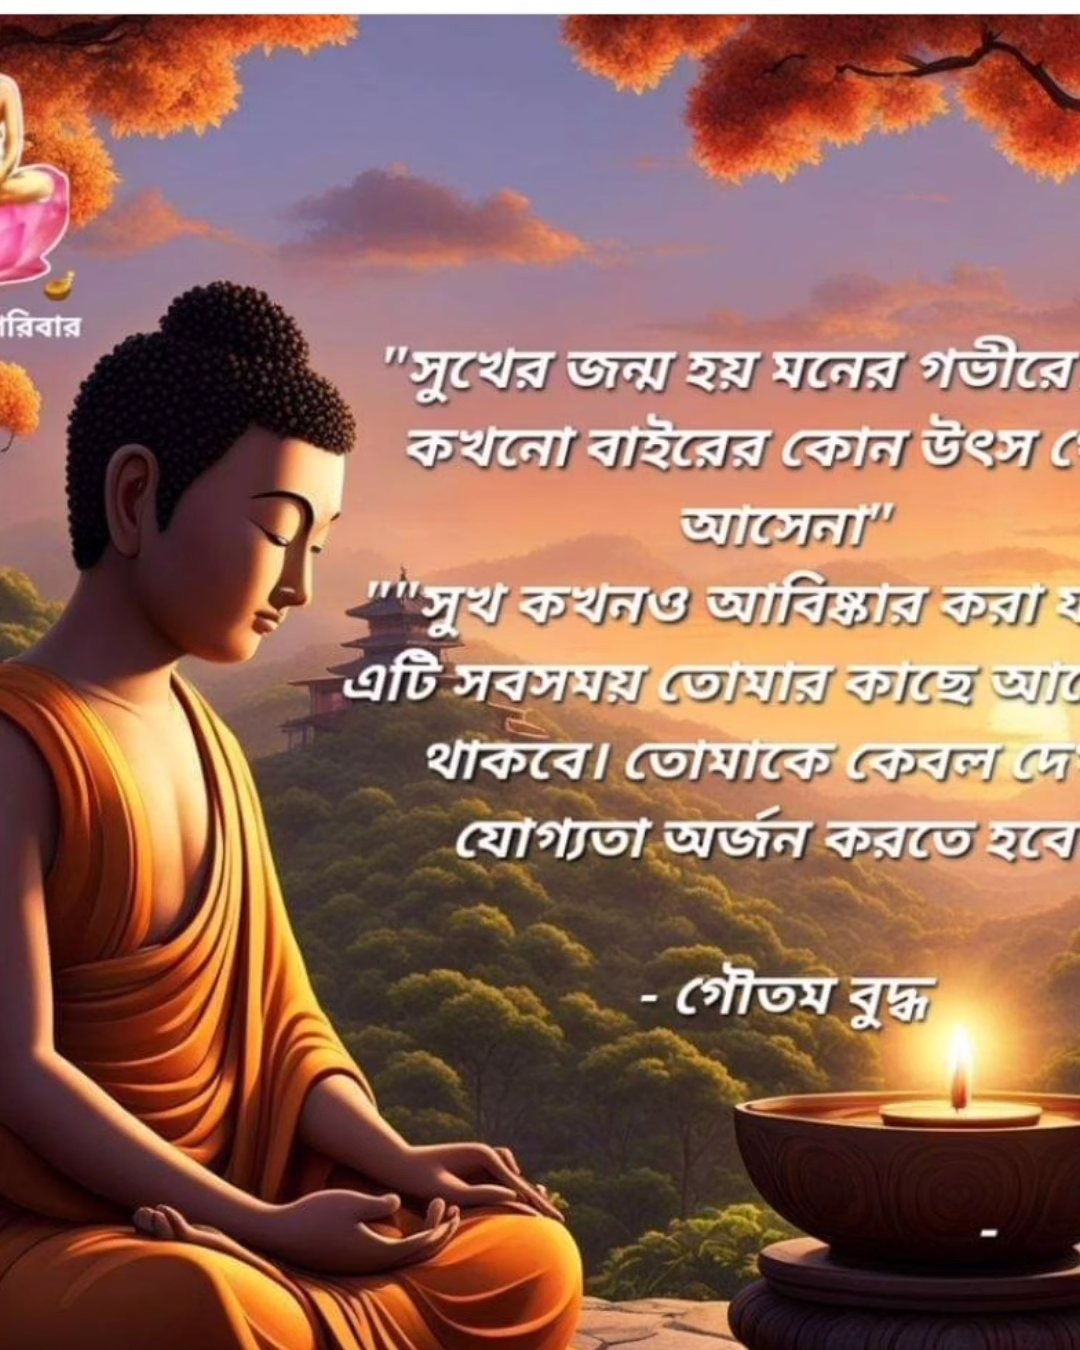 "সুখের জন্ম হয় মনের গভীরে
কখনো বাইরের কোন উৎস
আসেনা"
""সুখ কখনও আবিষ্কার করা
এটি সবসময় তোমার কাছে
থাকবে। তোমাকে কেবল
যোগ্যতা অর্জন করতে হবে
- গৌতম বুদ্ধ
-